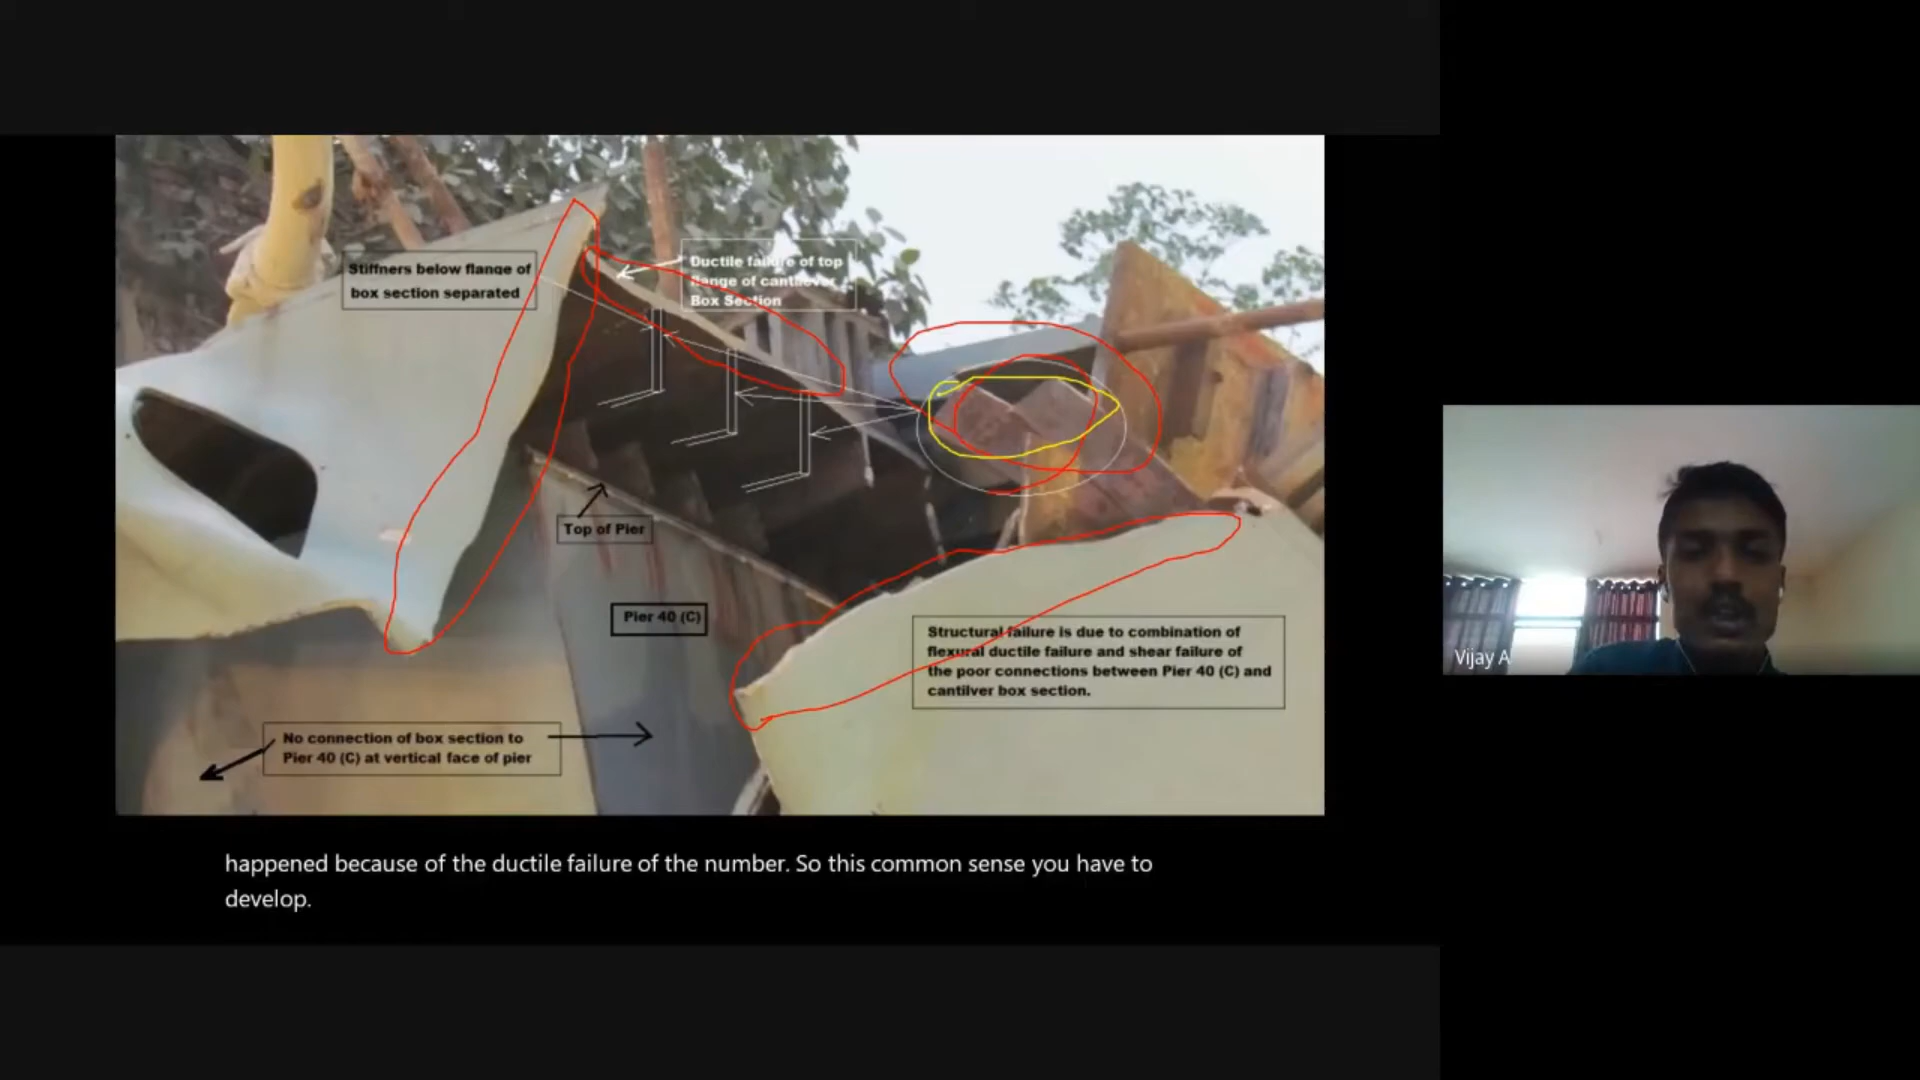 Stiffners below flange of
box section separated
Ductile failure of top
flange of cantilever
Box Section
Top of Pier
Pier 40 (C)
Structural failure is due to combination of
flexural ductile failure and shear failure of
the poor connections between Pier 40 (C) and
cantilver box section.
No connection of box section to
Pier 40 (C) at vertical face of pier
Vijay A
happened because of the ductile failure of the number. So this common sense you have to
develop.